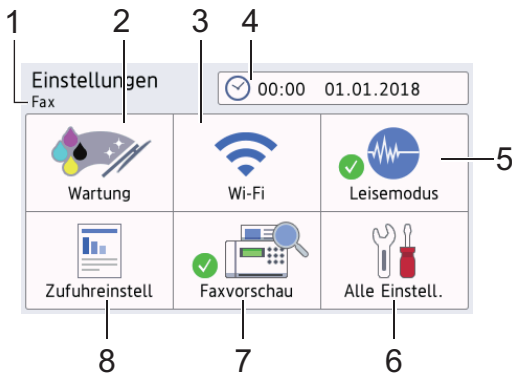 1 2 3 4
Einstellungen
Fax
00:00 01.01.2018
Wartung Wi-Fi Leisemodus
5
Zufuhreinstell Faxvorschau Alle Einstell.
8 7 6